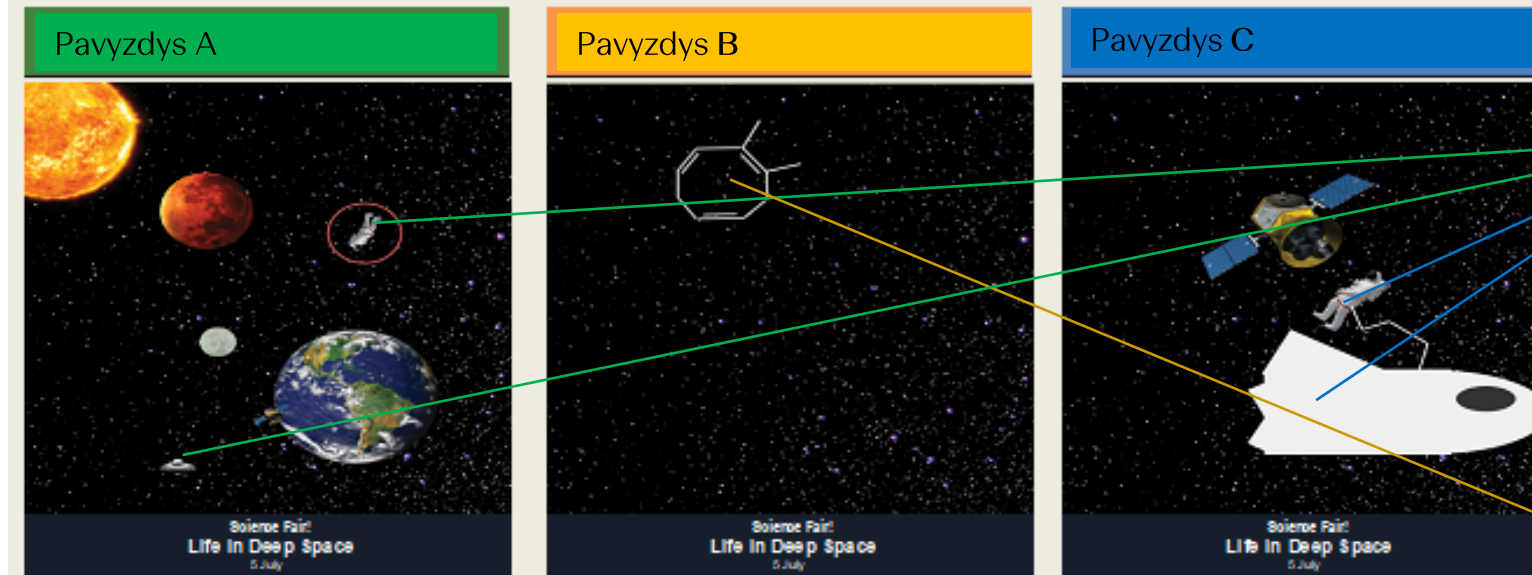 Pavyzdys A
Science Fair!
Life in Deep Space
5 July
Pavyzdys B
Science Fair!
Life in Deep Space
5 July
Pavyzdys C
Science Fair!
Life in Deep Space
5 July